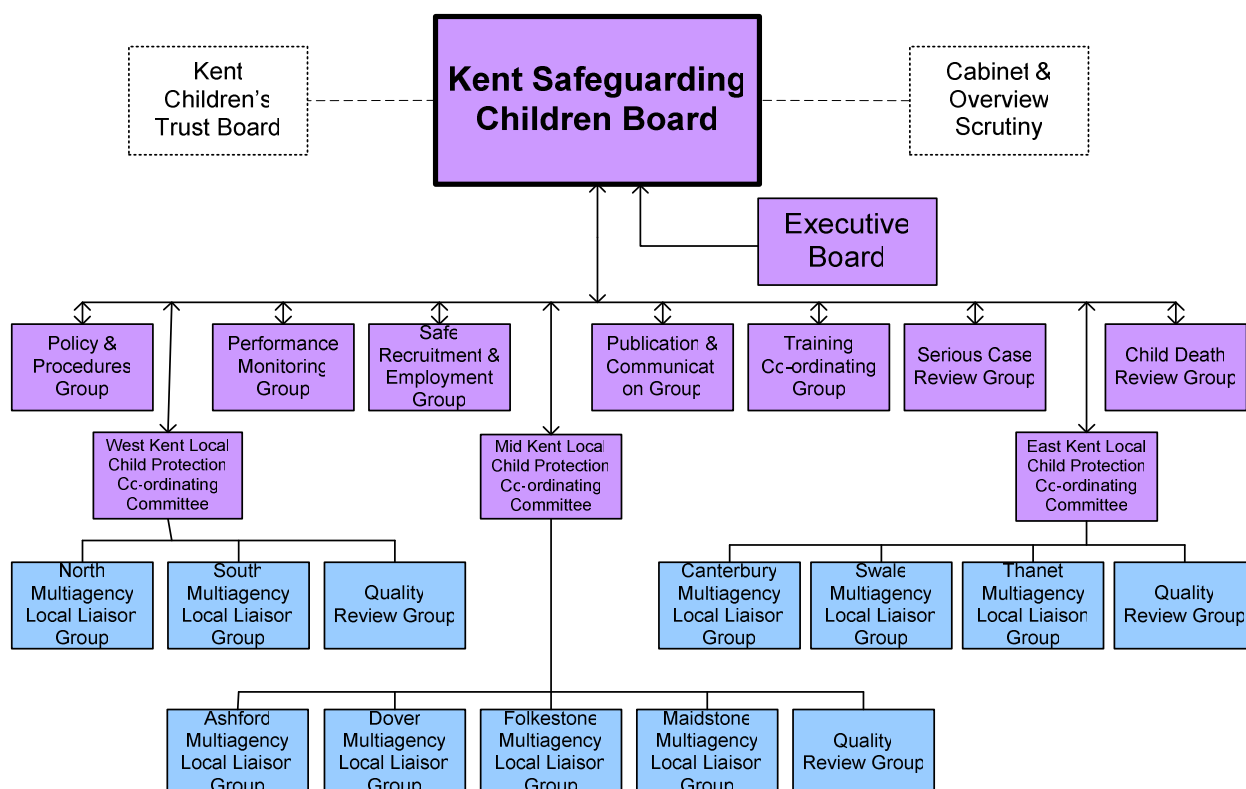 Kent
Children's
Trust Board
Kent Safeguarding
Children Board
Cabinet &
Overview
Scrutiny
Executive
Board
Policy &
Procedures
Group
Performance
Monitoring
Group
Safe
Recruitment &
Employment
Group
Publication &
Communicat
on Group
Training
Co-ordinating
Group
Serious Case
Review Group
Child Death
Review Group
West Kent Local
Child Protection
Co-ordinating
Committee
Mid Kent Local
Child Protection
Co-ordinating
Committee
East Kent Local
Child Protection
Co-ordinating
Committee
North
Multiagency
Local Liaison
Group
South
Multiagency
Local Liaison
Group
Quality
Review Group
Canterbury
Multiagency
Local Liaison
Group
Swale
Multiagency
Local Liaison
Group
Thanet
Multiagency
Local Liaison
Group
Quality
Review Group
Ashford
Multiagency
Local Liaison
Group
Dover
Multiagency
Local Liaison
Group
Folkestone
Multiagency
Local Liaison
Group
Maidstone
Multiagency
Local Liaison
Group
Quality
Review Group